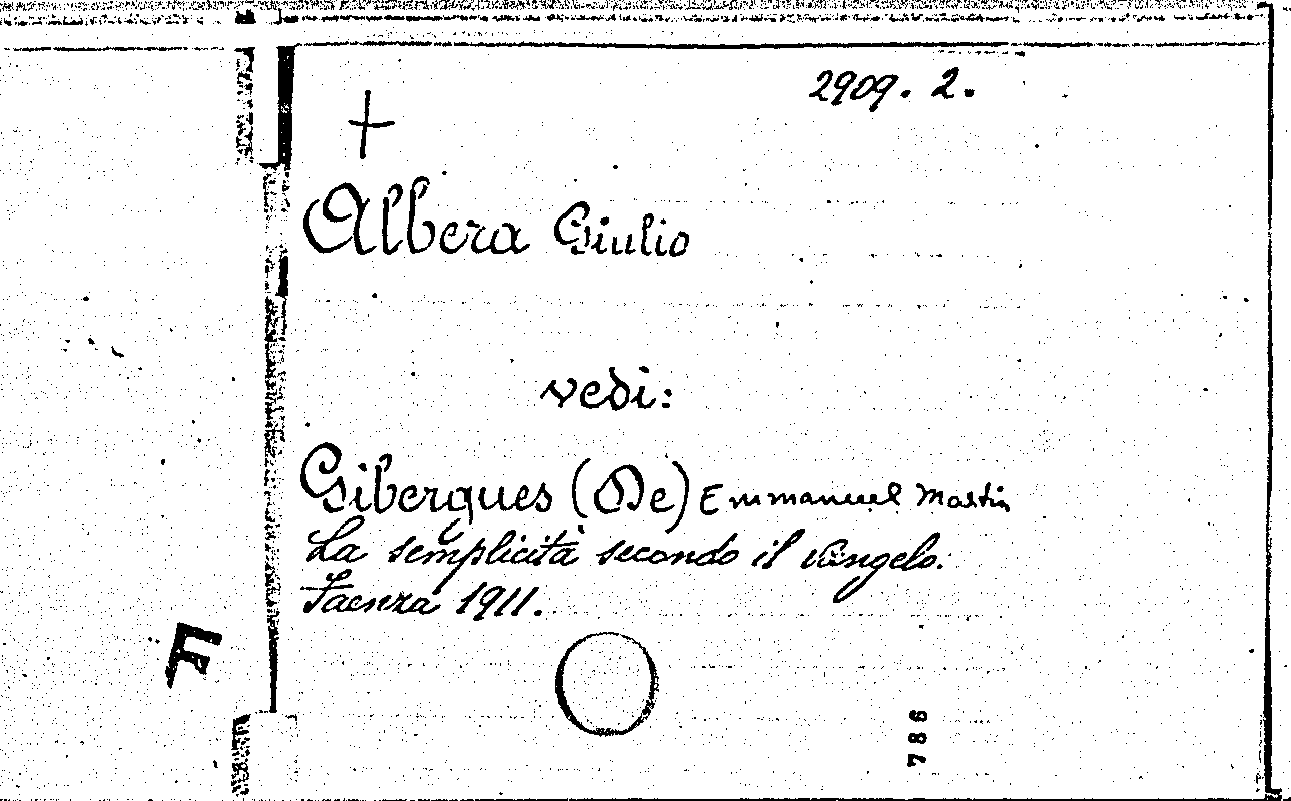 2909. 2.
Albera Giulio
vedi:
Gibergues (De) Emmanuel Martin
La semplicità secondo il Vangelo.
Faenza 1911.
F
786